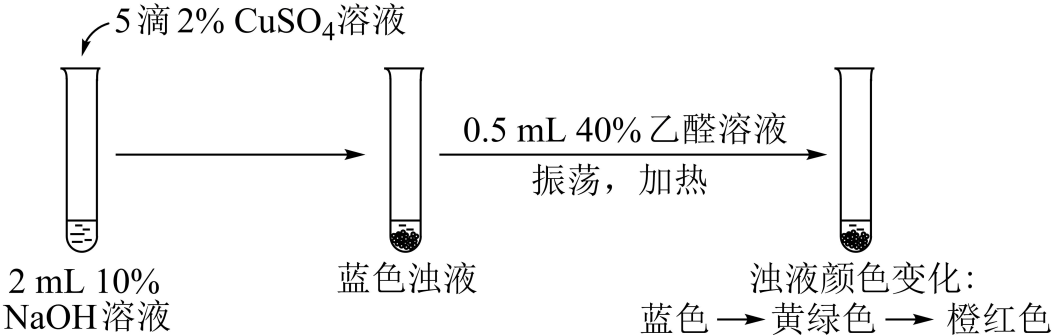 5滴2% CuSO₄溶液
0.5 mL 40%乙醛溶液
振荡，加热
2 mL 10%
NaOH溶液
蓝色浊液
浊液颜色变化：
蓝色→黄绿色→橙红色